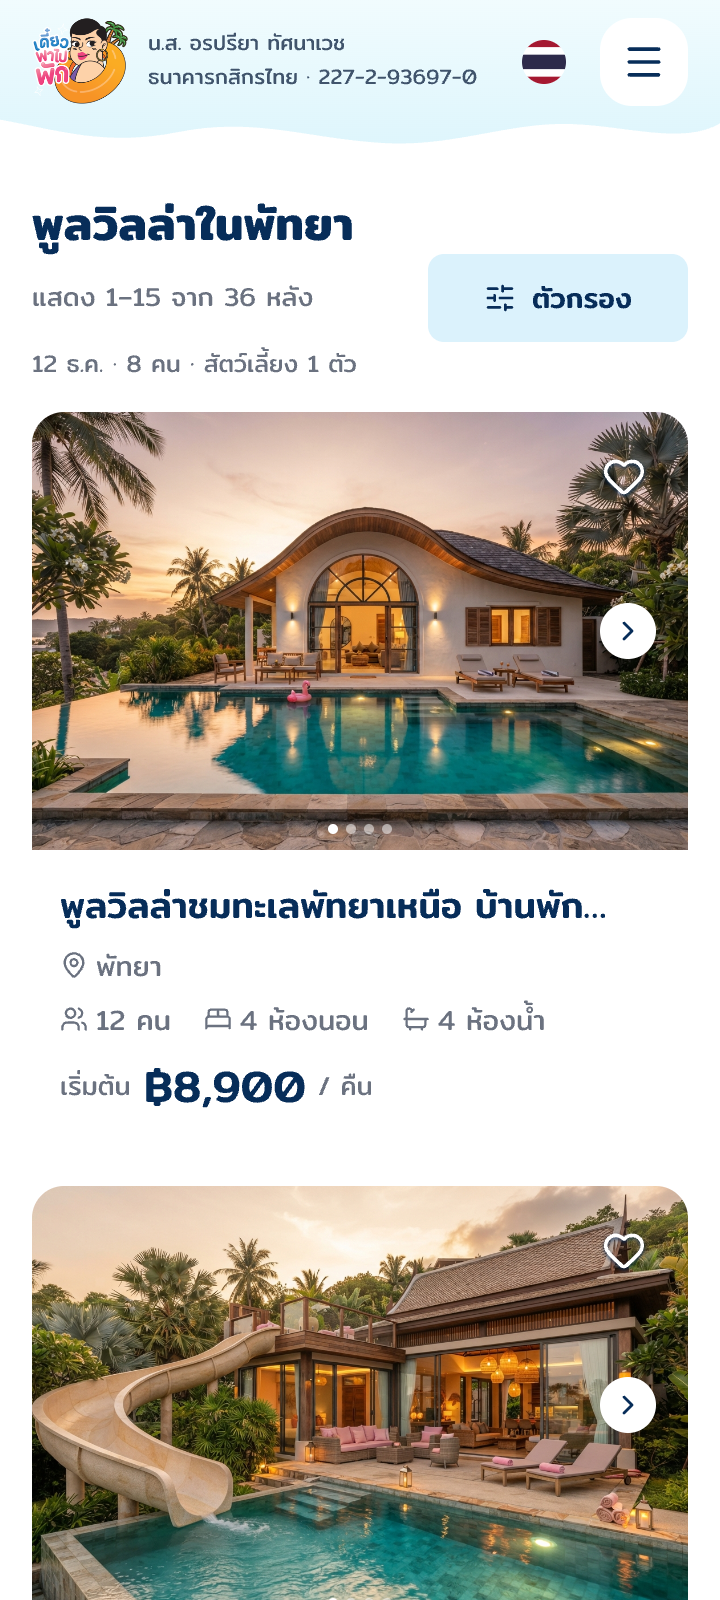 เดี๋ยว
พาไป
พัก
น.ส. อรปรียา ทัศนาเวช
ธนาคารกสิกรไทย · 227-2-93697-0
พูลวิลล่าในพัทยา
แสดง 1–15 จาก 36 หลัง
ตัวกรอง
12 ธ.ค. · 8 คน · สัตว์เลี้ยง 1 ตัว
พูลวิลล่าชมทะเลพัทยาเหนือ บ้านพัก...
พัทยา
12 คน 4 ห้องนอน 4 ห้องน้ำ
เริ่มต้น ฿8,900 / คืน